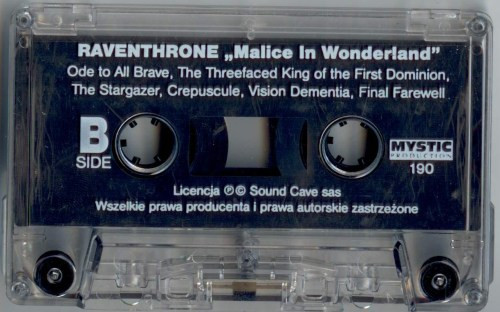 RAVENTHRONE „Malice In Wonderland”
Ode to All Brave, The Threefaced King of the First Dominion,
The Stargazer, Crepuscule, Vision Dementia, Final Farewell
B
SIDE
MYSTIC
PRODUCTION
190
Licencja ℗© Sound Cave sas
Wszelkie prawa producenta i prawa autorskie zastrzeżone